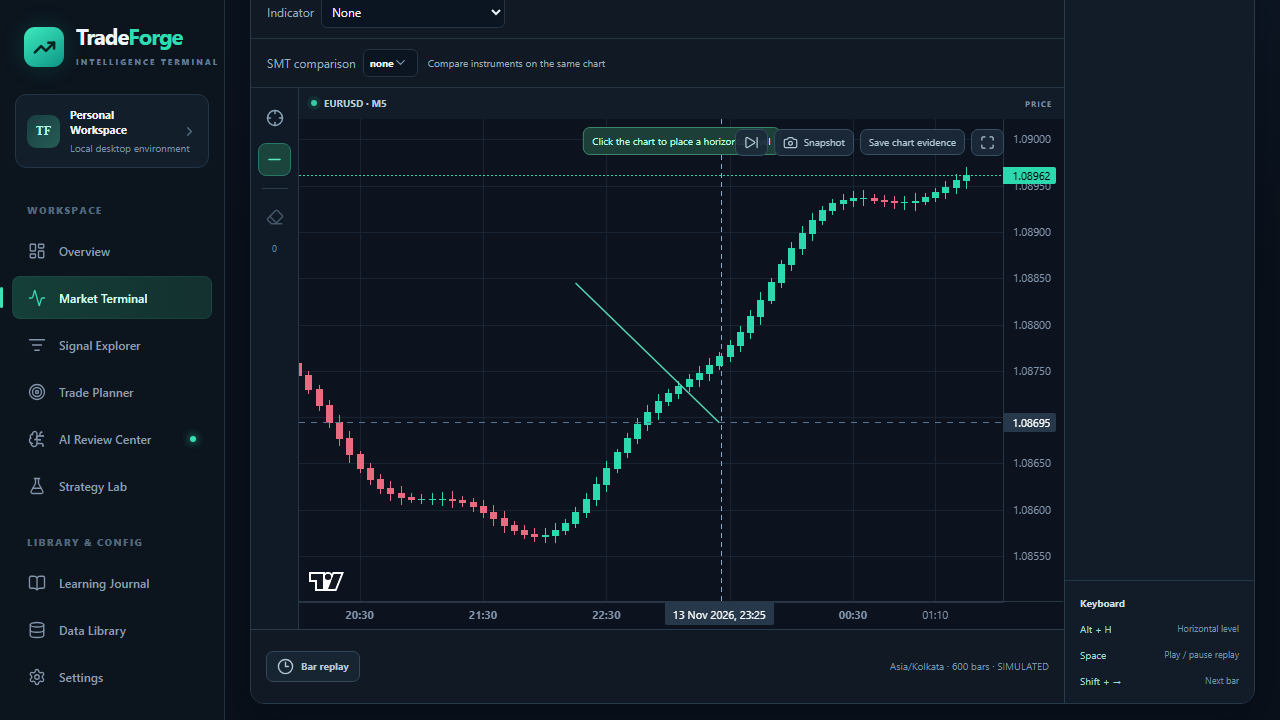 TradeForge
INTELLIGENCE TERMINAL
TF
Personal
Workspace
Local desktop environment
WORKSPACE
Overview
Market Terminal
Signal Explorer
Trade Planner
AI Review Center
Strategy Lab
LIBRARY & CONFIG
Learning Journal
Data Library
Settings
Indicator
None
SMT comparison
none
Compare instruments on the same chart
EURUSD · M5
PRICE
0
Click the chart to place a
Snapshot
Save chart evidence
1.09000
1.08962
1.08950
1.08900
1.08850
1.08800
1.08750
1.08695
1.08650
1.08600
1.08550
20:30
21:30
22:30
13 Nov 2026, 23:25
00:30
01:10
Bar replay
Asia/Kolkata · 600 bars · SIMULATED
Keyboard
Alt + H
Horizontal level
Space
Play / pause replay
Shift + →
Next bar